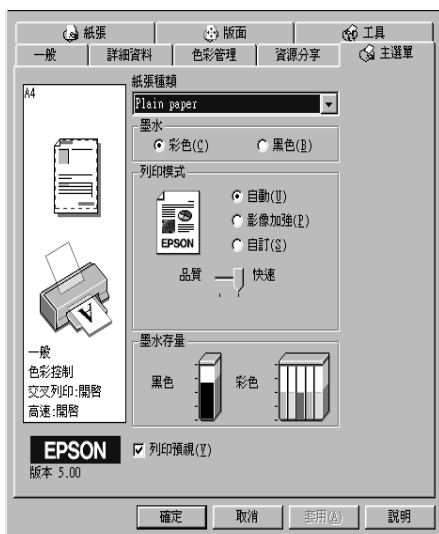 紙張 版面 工具
一般 詳細資料 色彩管理 資源分享 主選單
A4
紙張種類
Plain paper
墨水
彩色(C) 黑色(B)
列印模式
自動(U)
影像加強(P)
自訂(S)
EPSON
品質 快速
A
一般
色彩控制
交叉列印:開啓
高速:開啓
墨水存量
黑色 彩色
EPSON
版本 5.00
列印預視(V)
確定 取消 套用(A) 說明